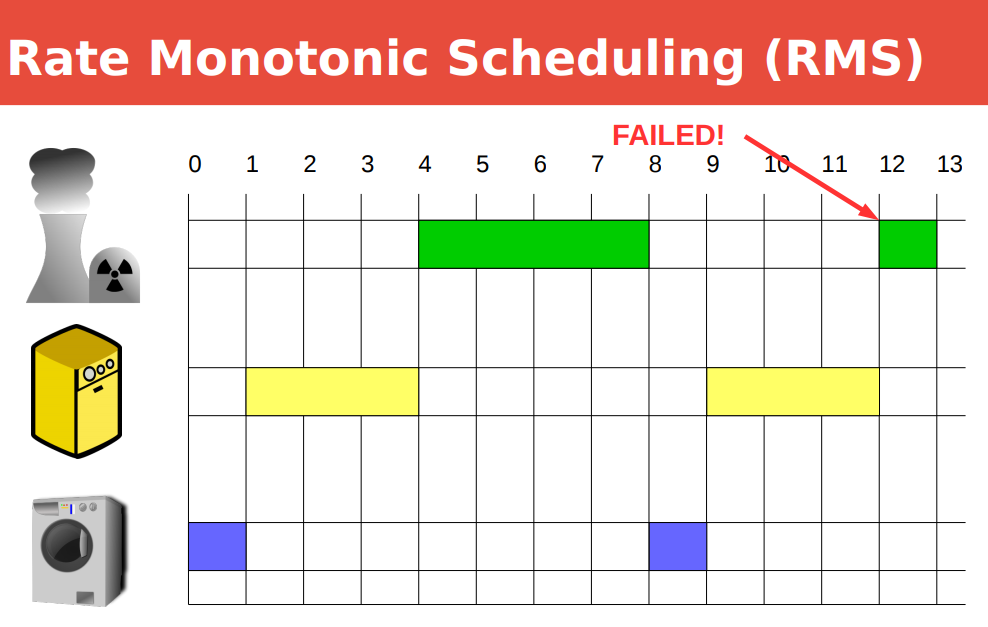 Rate Monotonic Scheduling (RMS)
FAILED!
0 1 2 3 4 5 6 7 8 9 10 11 12 13